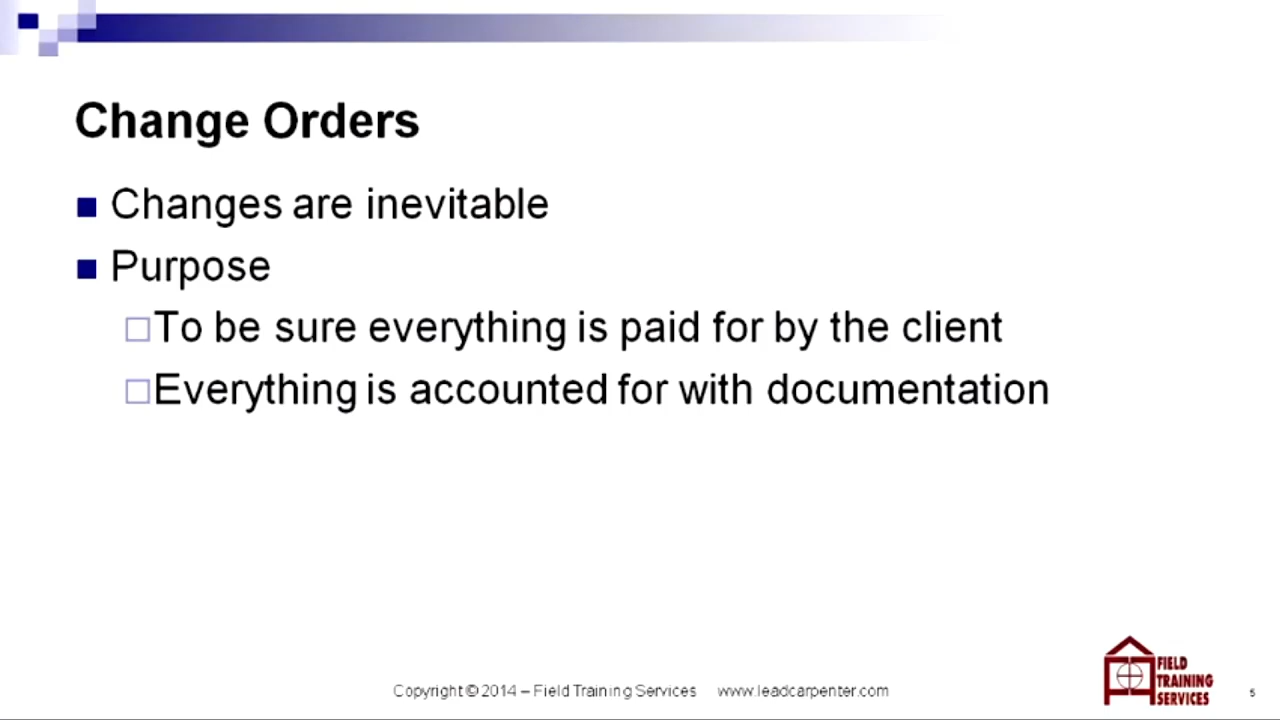 Change Orders
Changes are inevitable
Purpose
To be sure everything is paid for by the client
Everything is accounted for with documentation
Copyright © 2014 – Field Training Services www.leadcarpenter.com
FIELD
TRAINING
SERVICES
5